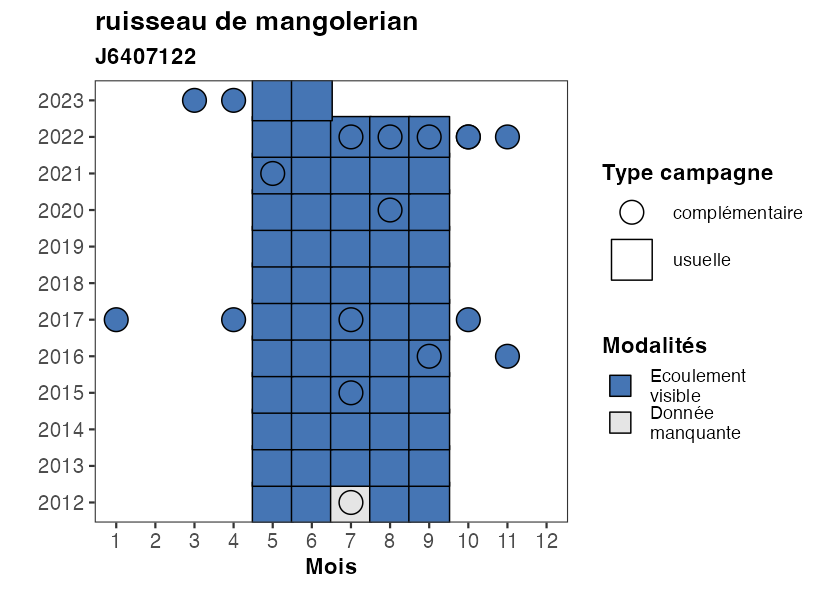 ruisseau de mangolerian
J6407122
2023
2022
2021
2020
2019
2018
2017
2016
2015
2014
2013
2012
1 2 3 4 5 6 7 8 9 10 11 12
Mois
Type campagne
complémentaire
usuelle
Modalités
Ecoulement
visible
Donnée
manquante